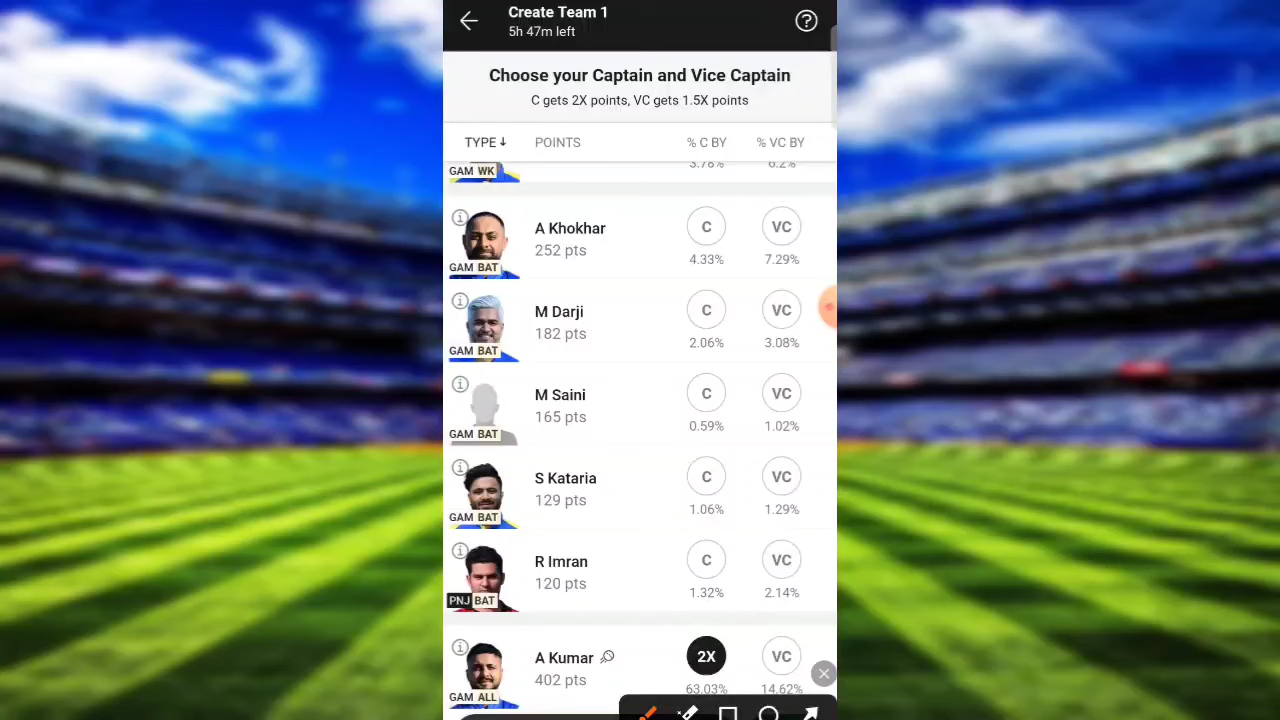 Create Team 1
5h 47m left
?
Choose your Captain and Vice Captain
C gets 2X points, VC gets 1.5X points
TYPE↓ POINTS % C BY % VC BY
GAM WK 3.78% 6.2%
A Khokhar C VC
252 pts
GAM BAT 4.33% 7.29%
M Darji C VC
182 pts
GAM BAT 2.06% 3.08%
M Saini C VC
165 pts
GAM BAT 0.59% 1.02%
S Kataria C VC
129 pts
GAM BAT 1.06% 1.29%
R Imran C VC
120 pts
PNJ BAT 1.32% 2.14%
A Kumar 2X VC
402 pts
GAM ALL 63.03% 14.62%